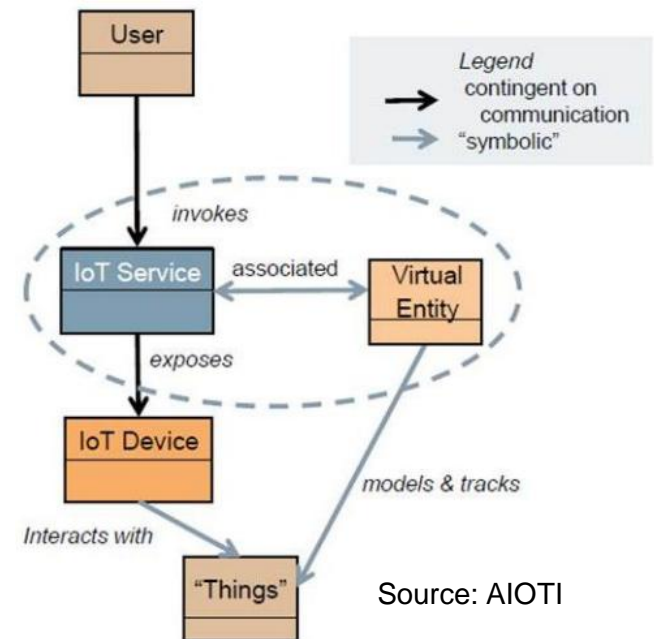 User
Legend
contingent on
communication
“symbolic”
invokes
IoT Service
associated
Virtual
Entity
exposes
IoT Device
models & tracks
Interacts with
“Things”
Source: AIOTI